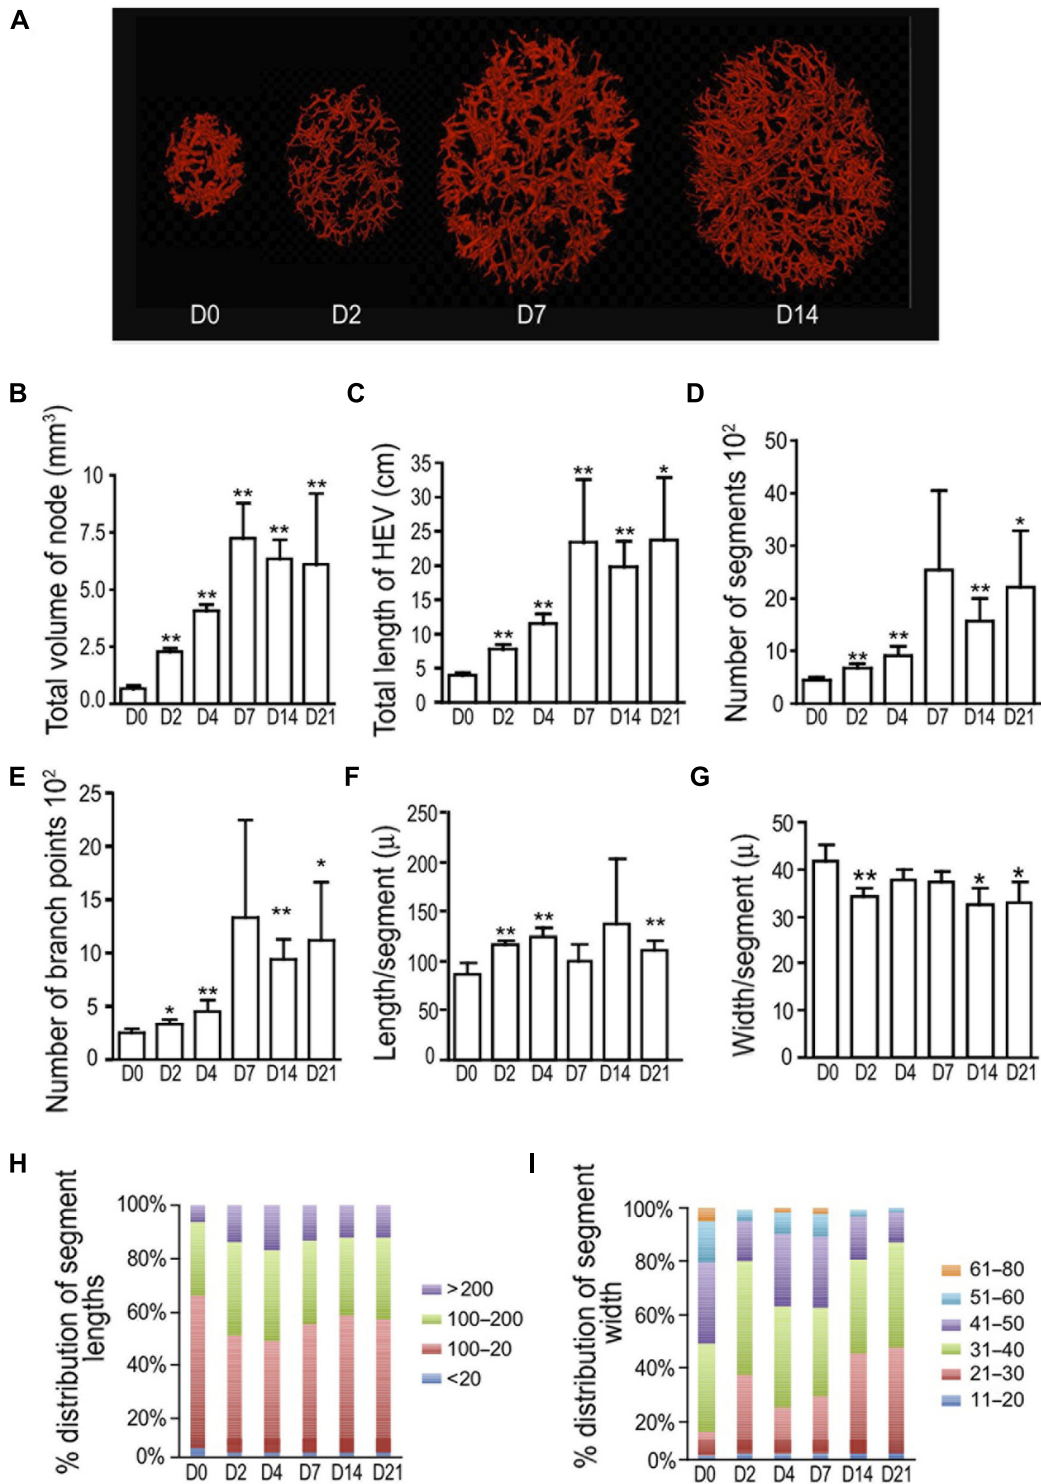 A
D0 D2 D7 D14
B
Total volume of node (mm³)
10
7.5
5.0
2.5
0.0
** ** ** ** **
D0 D2 D4 D7 D14 D21
C
Total length of HEV (cm)
35
30
25
20
15
10
5
0
** ** ** ** *
D0 D2 D4 D7 D14 D21
D
Number of segments 10²
50
40
30
20
10
0
** ** ** *
D0 D2 D4 D7 D14 D21
E
Number of branch points 10²
25
20
15
10
5
0
* ** ** *
D0 D2 D4 D7 D14 D21
F
Length/segment (µ)
250
200
150
100
50
0
** ** **
D0 D2 D4 D7 D14 D21
G
Width/segment (µ)
50
40
30
20
10
0
** * *
D0 D2 D4 D7 D14 D21
H
% distribution of segment
lengths
100%
80%
60%
40%
20%
0%
D0 D2 D4 D7 D14 D21
>200
100–200
100–20
<20
I
% distribution of segment
width
100%
80%
60%
40%
20%
0%
D0 D2 D4 D7 D14 D21
61–80
51–60
41–50
31–40
21–30
11–20